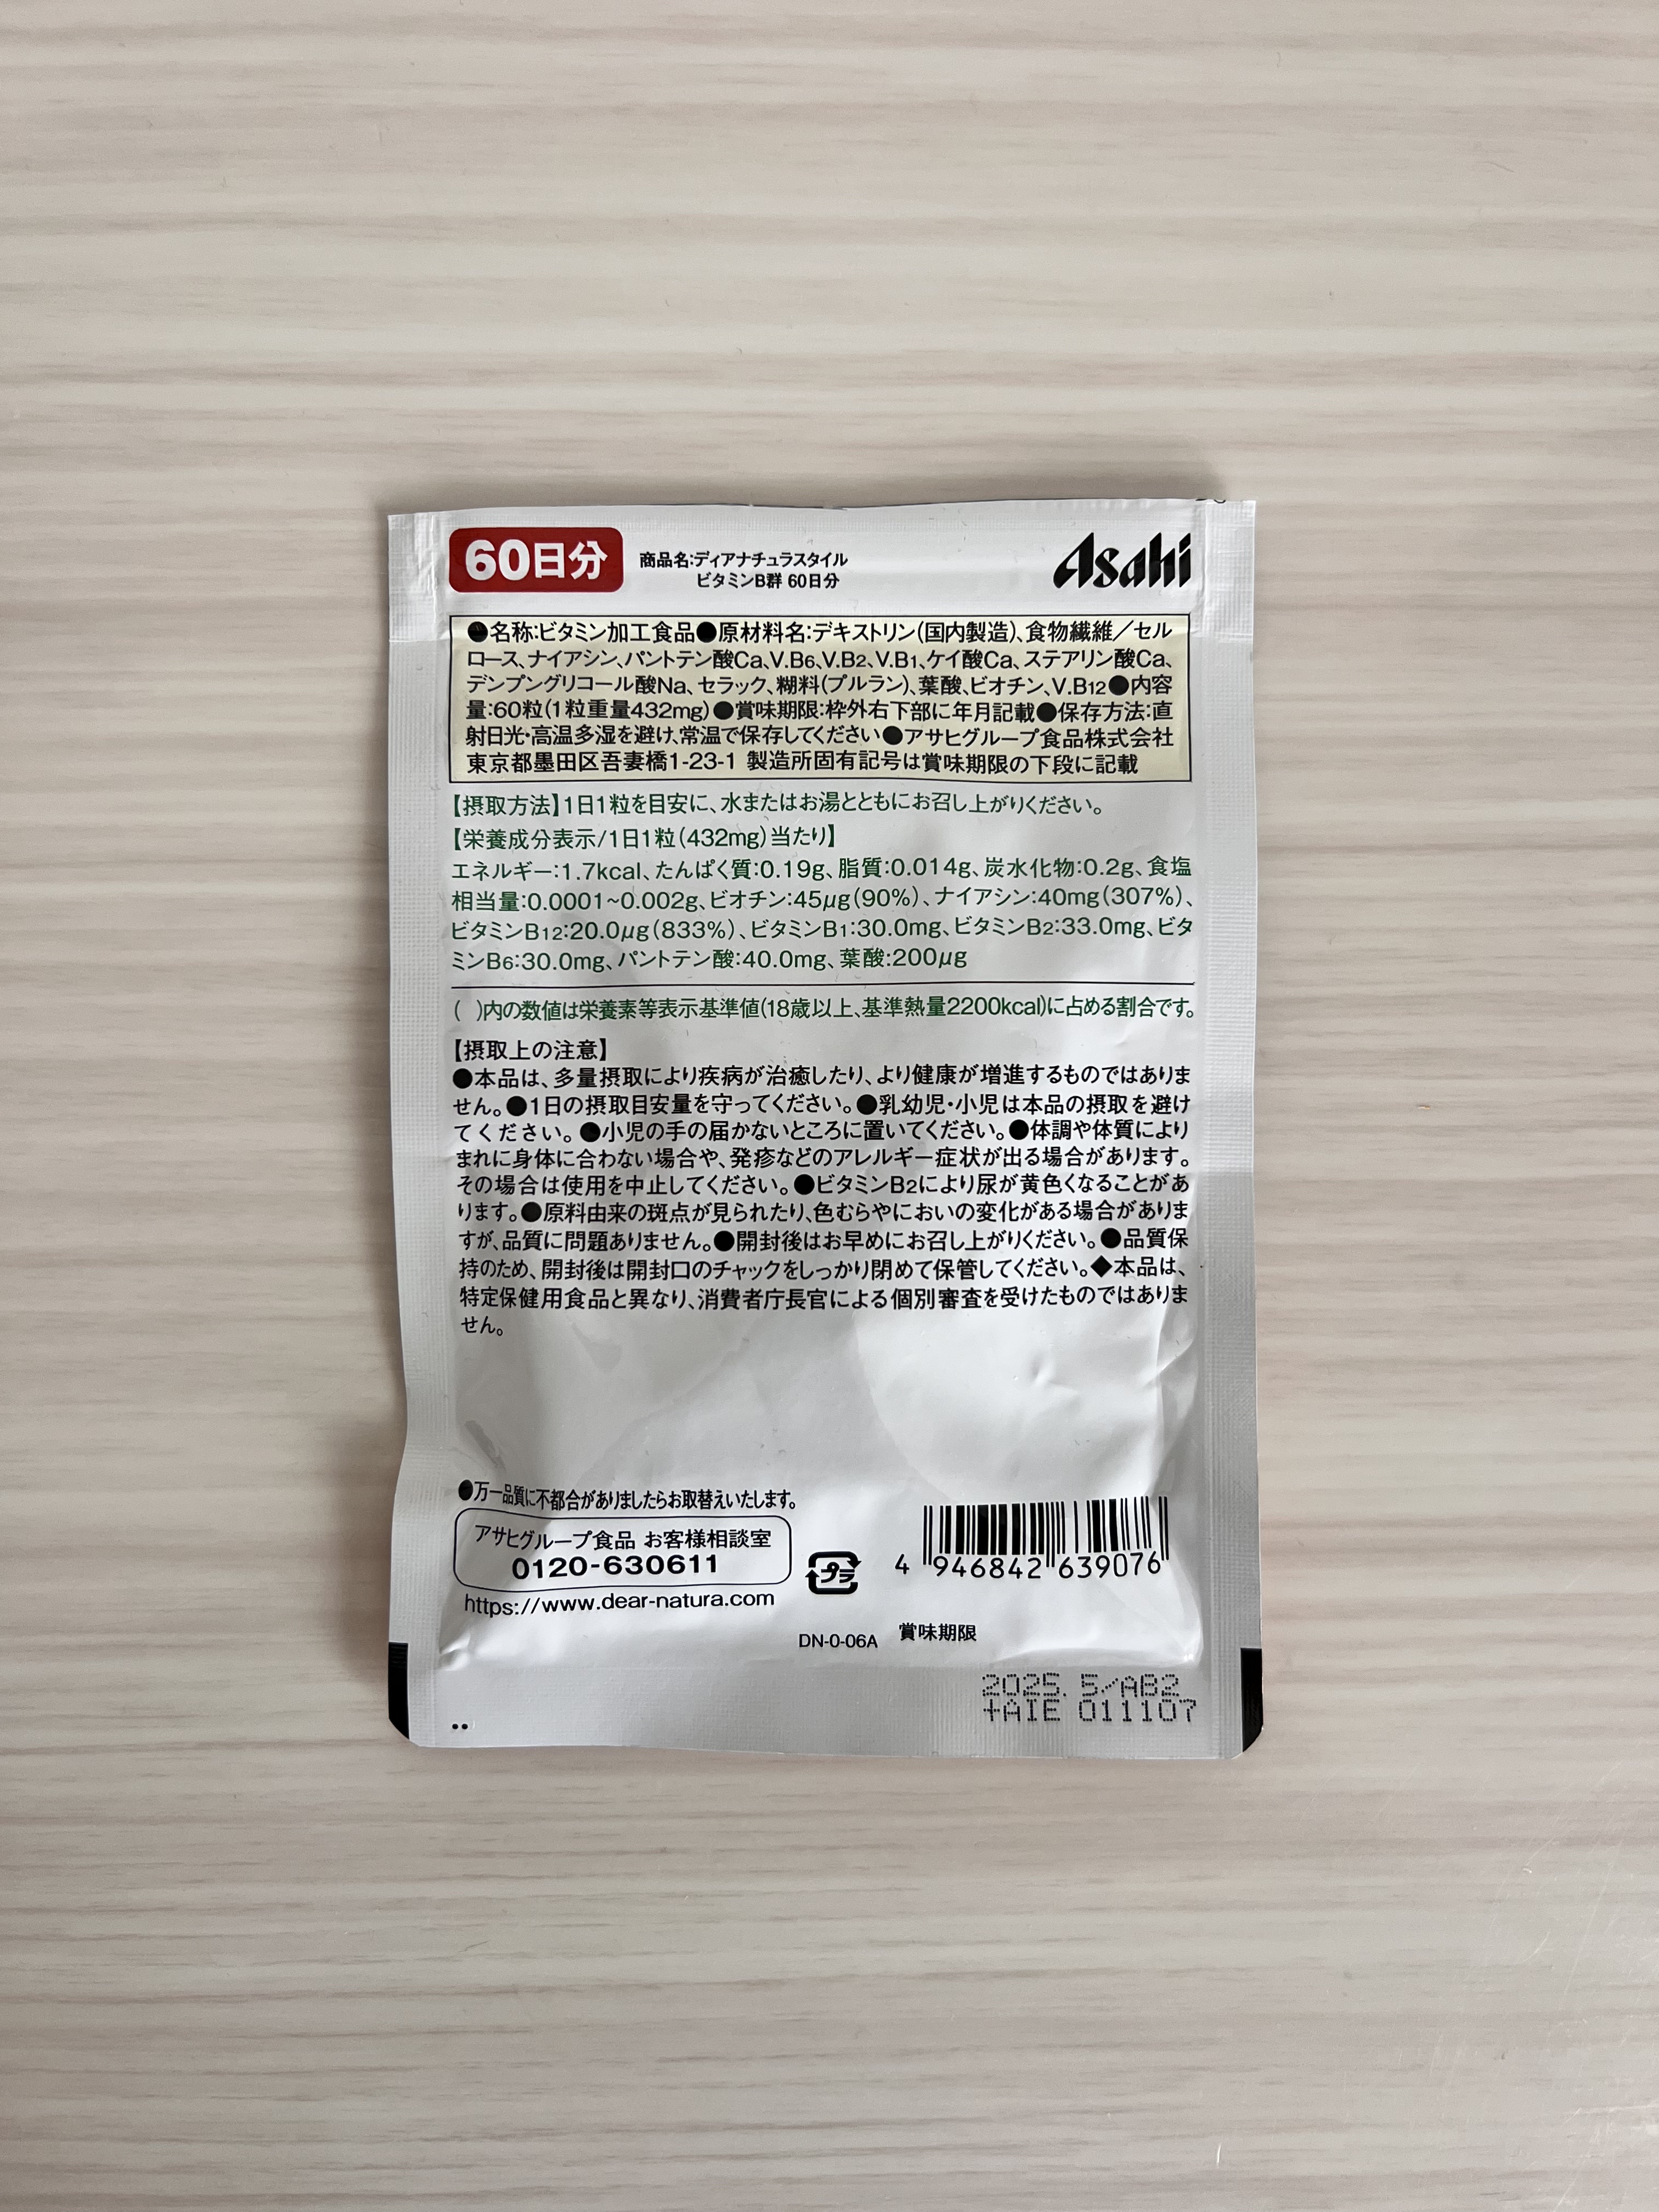 60日分
商品名:ディアナチュラスタイル
ビタミンB群 60日分
Asahi
●名称:ビタミン加工食品●原材料名:デキストリン(国内製造)、食物繊維／セル
ロース、ナイアシン、パントテン酸Ca、V.B6、V.B2、V.B1、ケイ酸Ca、ステアリン酸Ca、
デンプングリコール酸Na、セラック、糊料(プルラン)、葉酸、ビオチン、V.B12●内容
量:60粒(1粒重量432mg)●賞味期限:枠外右下部に年月記載●保存方法:直
射日光・高温多湿を避け、常温で保存してください●アサヒグループ食品株式会社
東京都墨田区吾妻橋1-23-1 製造所固有記号は賞味期限の下段に記載
【摂取方法】1日1粒を目安に、水またはお湯とともにお召し上がりください。
【栄養成分表示/1日1粒(432mg)当たり】
エネルギー:1.7kcal、たんぱく質:0.19g、脂質:0.014g、炭水化物:0.2g、食塩
相当量:0.0001~0.002g、ビオチン:45μg(90%)、ナイアシン:40mg(307%)、
ビタミンB12:20.0μg(833%)、ビタミンB1:30.0mg、ビタミンB2:33.0mg、ビタ
ミンB6:30.0mg、パントテン酸:40.0mg、葉酸:200μg
(　)内の数値は栄養素等表示基準値(18歳以上、基準熱量2200kcal)に占める割合です。
【摂取上の注意】
●本品は、多量摂取により疾病が治癒したり、より健康が増進するものではありま
せん。●1日の摂取目安量を守ってください。●乳幼児・小児は本品の摂取を避け
てください。●小児の手の届かないところに置いてください。●体調や体質により
まれに身体に合わない場合や、発疹などのアレルギー症状が出る場合があります。
その場合は使用を中止してください。●ビタミンB2により尿が黄色くなることがあ
ります。●原料由来の斑点が見られたり、色むらやにおいの変化がある場合がありま
すが、品質に問題ありません。●開封後はお早めにお召し上がりください。●品質保
持のため、開封後は開封口のチャックをしっかり閉めて保管してください。◆本品は、
特定保健用食品と異なり、消費者庁長官による個別審査を受けたものではありま
せん。
●万一品質に不都合がありましたらお取替えいたします。
アサヒグループ食品 お客様相談室
0120-630611
https://www.dear-natura.com
プラ
4 946842 639076
DN-0-06A
賞味期限
2025. 5/AB2
+AIE 011107